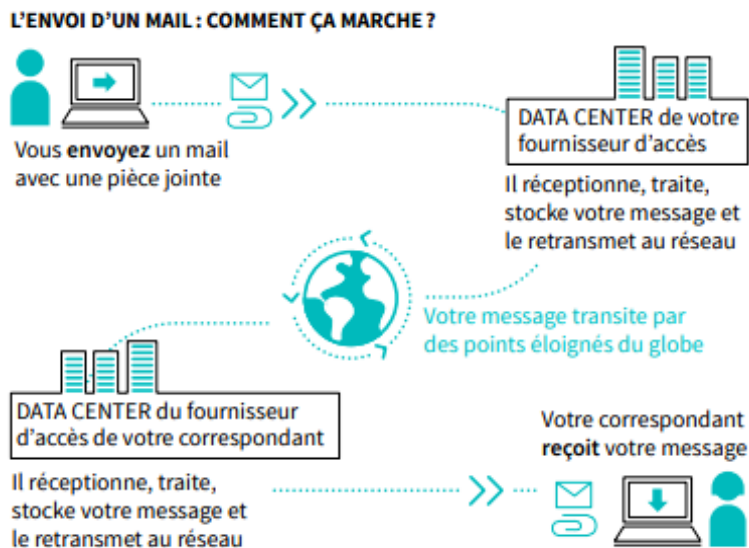 L'ENVOI D'UN MAIL : COMMENT ÇA MARCHE ?
Vous envoyez un mail
avec une pièce jointe
DATA CENTER de votre
fournisseur d'accès
Il réceptionne, traite,
stocke votre message et
le retransmet au réseau
Votre message transite par
des points éloignés du globe
DATA CENTER du fournisseur
d'accès de votre correspondant
Il réceptionne, traite,
stocke votre message et
le retransmet au réseau
Votre correspondant
reçoit votre message